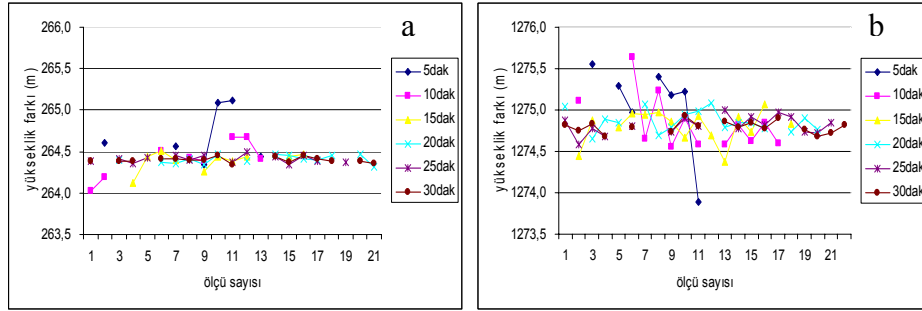 a
266,0
265,5
265,0
264,5
264,0
263,5
yükseklik farkı (m)
1 3 5 7 9 11 13 15 17 19 21
ölçü sayısı
5dak
10dak
15dak
20dak
25dak
30dak
b
1276,0
1275,5
1275,0
1274,5
1274,0
1273,5
yükseklik farkı (m)
1 3 5 7 9 11 13 15 17 19 21
ölçü sayısı
5dak
10dak
15dak
20dak
25dak
30dak